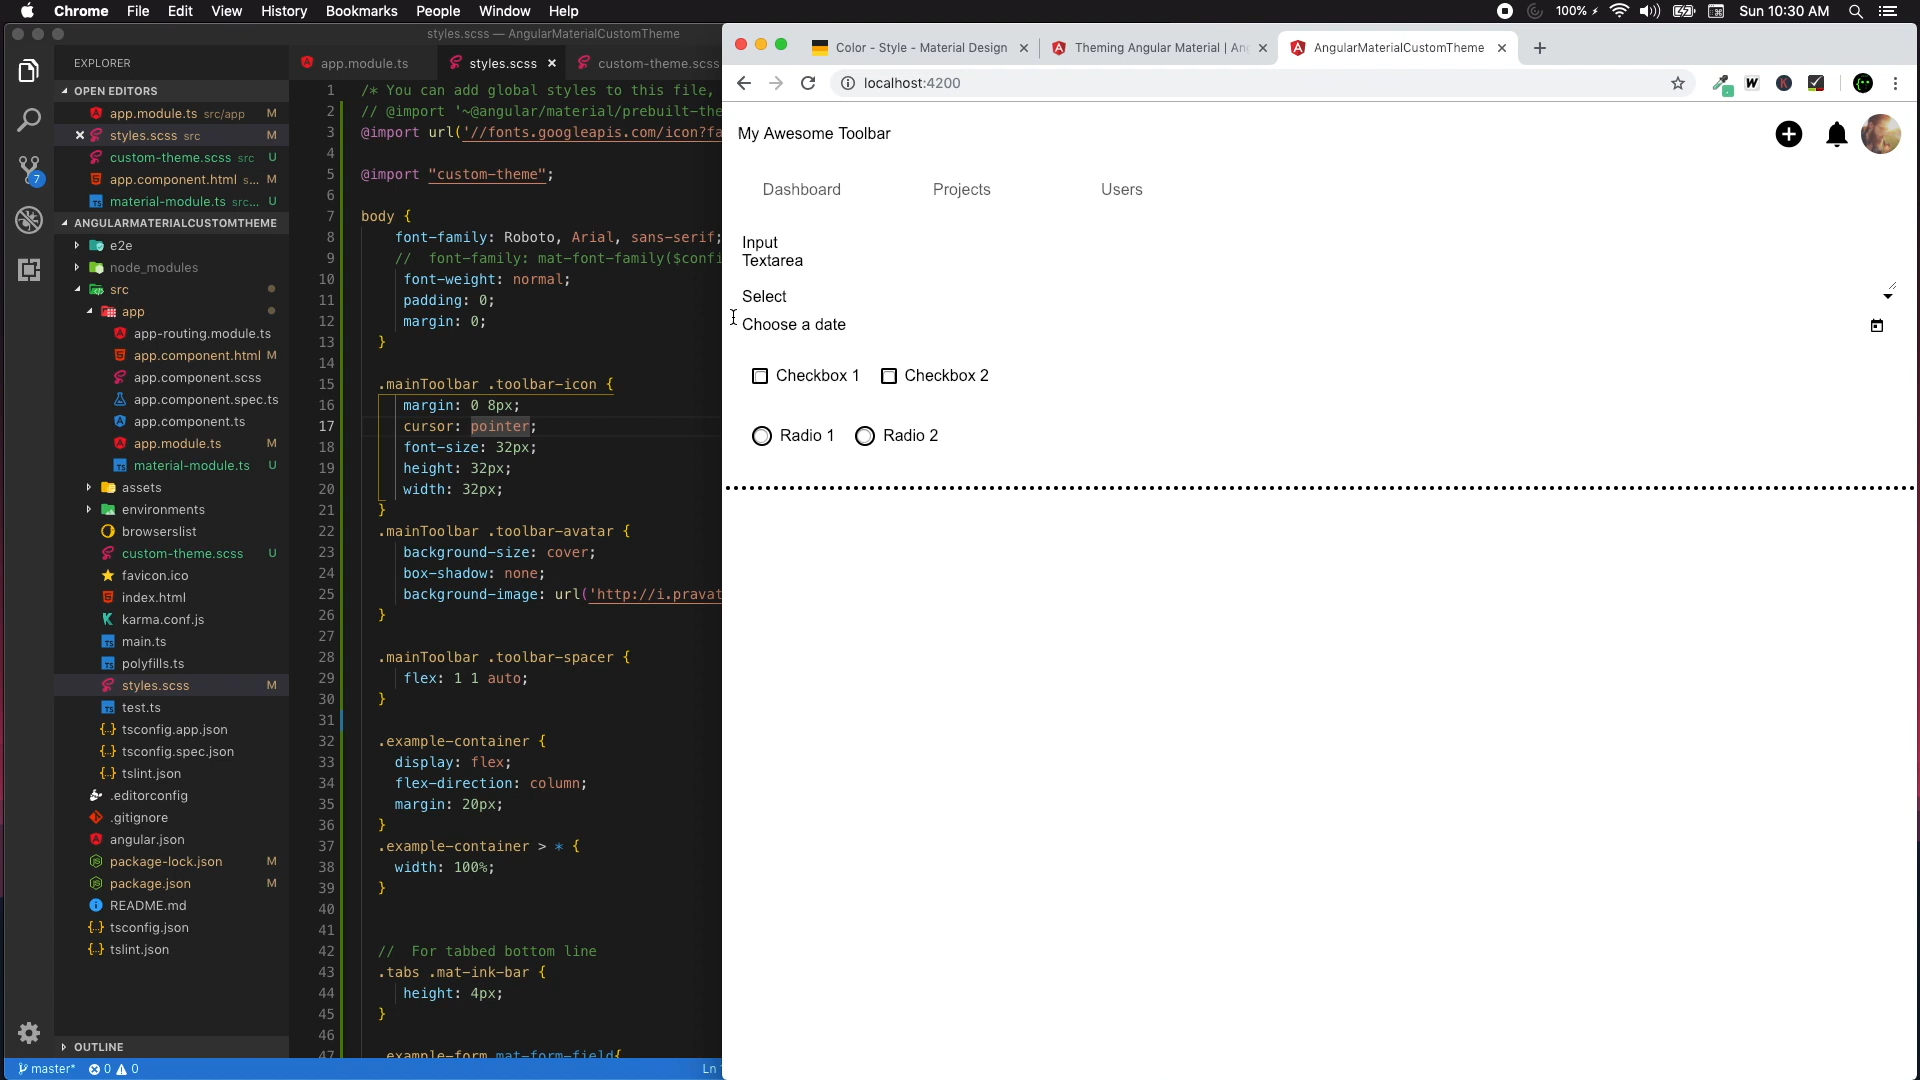 Chrome File Edit View History Bookmarks People Window Help 100% Sun 10:30 AM
styles.scss — AngularMaterialCustomTheme
EXPLORER
OPEN EDITORS
app.module.ts src/app M
styles.scss src M
custom-theme.scss src U
app.component.html s... M
material-module.ts src... U
ANGULARMATERIALCUSTOMTHEME
e2e
node_modules
src
app
app-routing.module.ts
app.component.html M
app.component.scss
app.component.spec.ts
app.component.ts
app.module.ts M
material-module.ts U
assets
environments
browserslist
custom-theme.scss U
favicon.ico
index.html
karma.conf.js
main.ts
polyfills.ts
styles.scss M
test.ts
tsconfig.app.json
tsconfig.spec.json
tslint.json
.editorconfig
.gitignore
angular.json
package-lock.json M
package.json M
README.md
tsconfig.json
tslint.json
OUTLINE
7
master* 0 0 Ln
app.module.ts styles.scss custom-theme.scss
1 /* You can add global styles to this file,
2 // @import '~@angular/material/prebuilt-the
3 @import url('//fonts.googleapis.com/icon?fa
4
5 @import "custom-theme";
6
7 body {
8 font-family: Roboto, Arial, sans-serif;
9 // font-family: mat-font-family($confi
10 font-weight: normal;
11 padding: 0;
12 margin: 0;
13 }
14
15 .mainToolbar .toolbar-icon {
16 margin: 0 8px;
17 cursor: pointer;
18 font-size: 32px;
19 height: 32px;
20 width: 32px;
21 }
22 .mainToolbar .toolbar-avatar {
23 background-size: cover;
24 box-shadow: none;
25 background-image: url('http://i.pravat
26 }
27
28 .mainToolbar .toolbar-spacer {
29 flex: 1 1 auto;
30 }
31
32 .example-container {
33 display: flex;
34 flex-direction: column;
35 margin: 20px;
36 }
37 .example-container > * {
38 width: 100%;
39 }
40
41
42 // For tabbed bottom line
43 .tabs .mat-ink-bar {
44 height: 4px;
45 }
46
47 .example-form mat-form-field{
Color - Style - Material Design Theming Angular Material | Ang AngularMaterialCustomTheme
localhost:4200
W K
My Awesome Toolbar
Dashboard Projects Users
Input
Textarea
Select
Choose a date
Checkbox 1 Checkbox 2
Radio 1 Radio 2